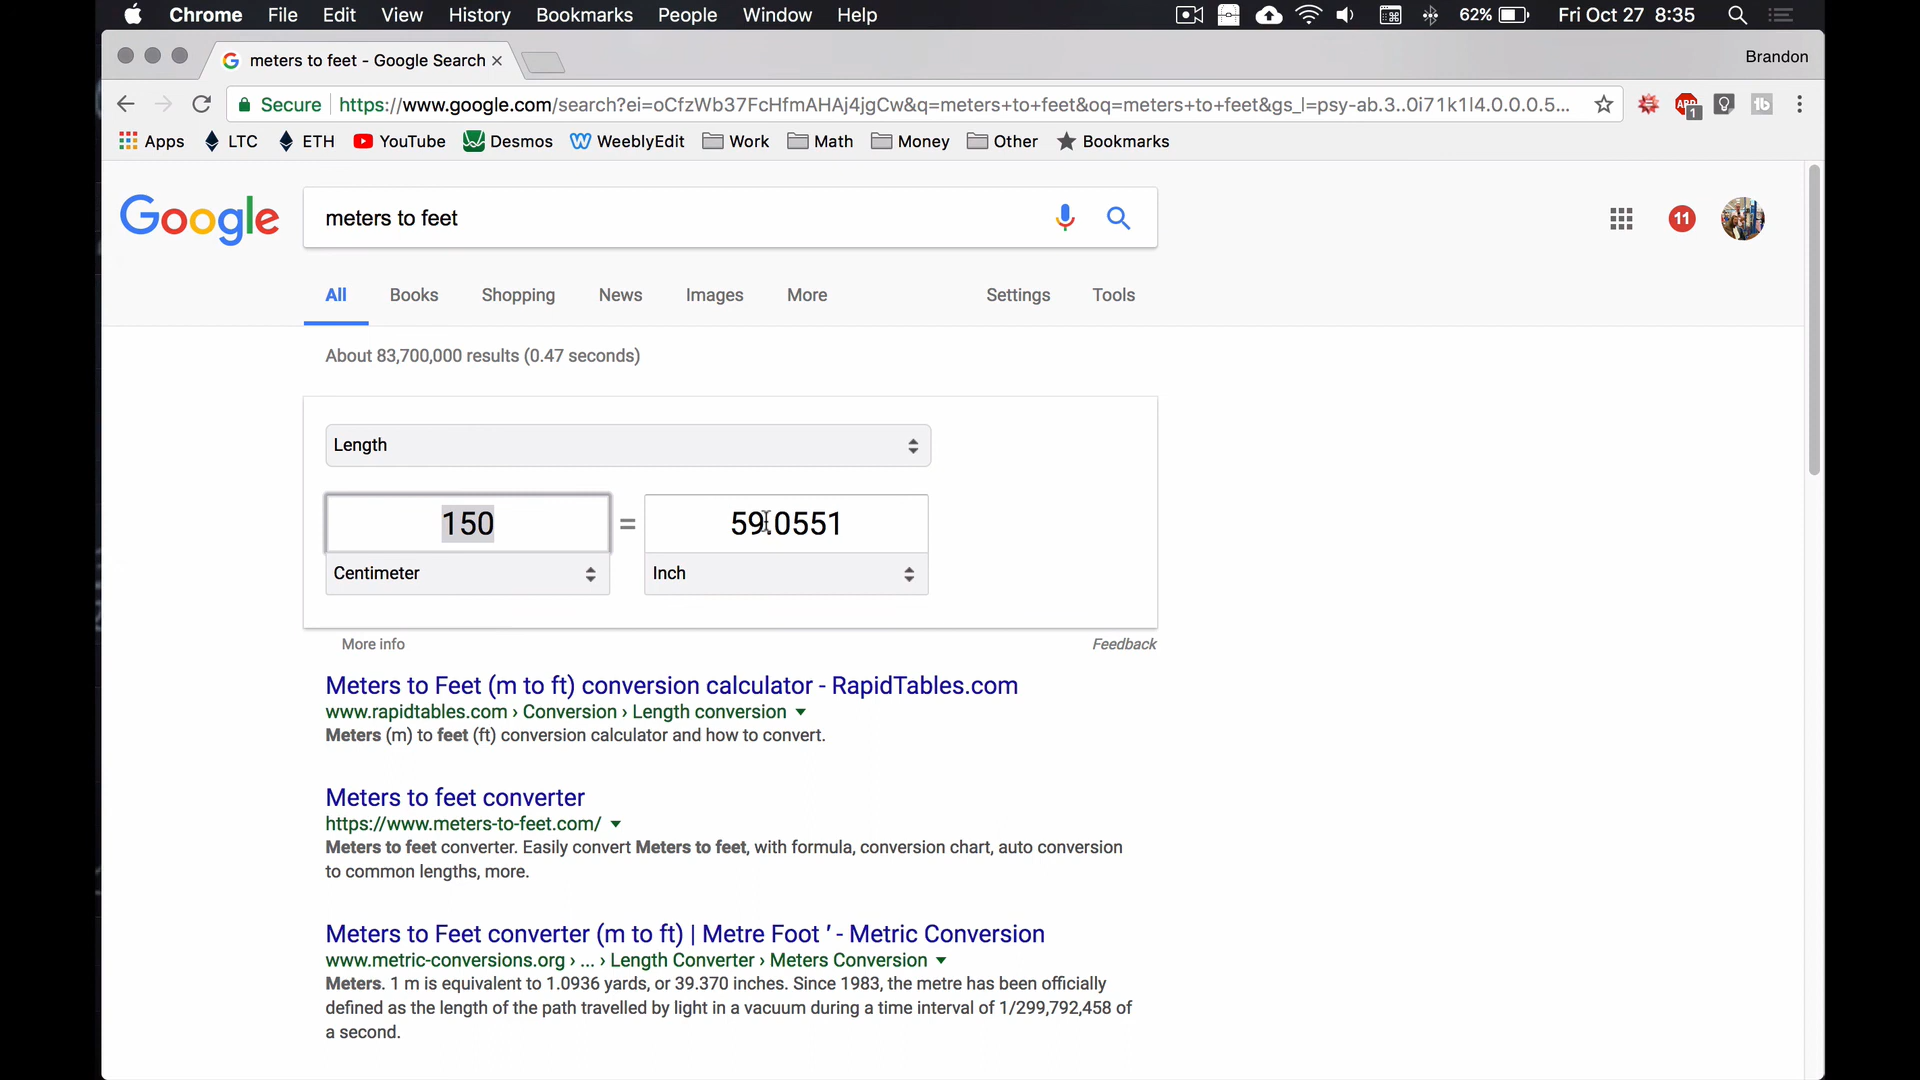 Chrome File Edit View History Bookmarks People Window Help 62% Fri Oct 27 8:35
meters to feet - Google Search Brandon
Secure https://www.google.com/search?ei=oCfzWb37FcHfmAHAj4jgCw&q=meters+to+feet&oq=meters+to+feet&gs_l=psy-ab.3..0i71k1l4.0.0.0.5... ABP 1 tb
Apps LTC ETH YouTube Desmos WeeblyEdit Work Math Money Other Bookmarks
Google meters to feet 11
All Books Shopping News Images More Settings Tools
About 83,700,000 results (0.47 seconds)
Length
150 = 59.0551
Centimeter Inch
More info Feedback
Meters to Feet (m to ft) conversion calculator - RapidTables.com
www.rapidtables.com › Conversion › Length conversion
Meters (m) to feet (ft) conversion calculator and how to convert.
Meters to feet converter
https://www.meters-to-feet.com/
Meters to feet converter. Easily convert Meters to feet, with formula, conversion chart, auto conversion
to common lengths, more.
Meters to Feet converter (m to ft) | Metre Foot ′ - Metric Conversion
www.metric-conversions.org › ... › Length Converter › Meters Conversion
Meters. 1 m is equivalent to 1.0936 yards, or 39.370 inches. Since 1983, the metre has been officially
defined as the length of the path travelled by light in a vacuum during a time interval of 1/299,792,458 of
a second.